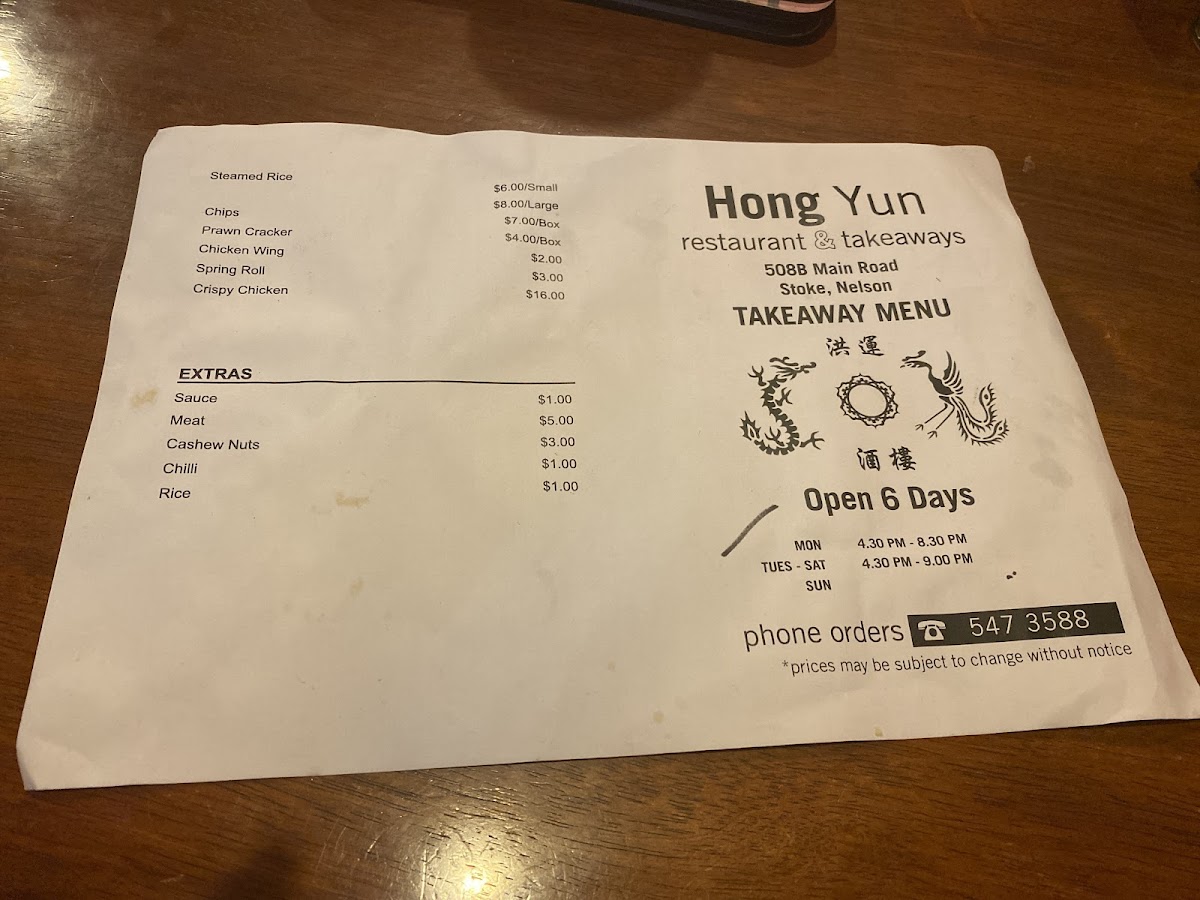 Steamed Rice $6.00/Small
$8.00/Large
Chips $7.00/Box
Prawn Cracker $4.00/Box
Chicken Wing $2.00
Spring Roll $3.00
Crispy Chicken $16.00
EXTRAS
Sauce $1.00
Meat $5.00
Cashew Nuts $3.00
Chilli $1.00
Rice $1.00
Hong Yun
restaurant & takeaways
508B Main Road
Stoke, Nelson
TAKEAWAY MENU
洪運
酒樓
Open 6 Days
MON 4.30 PM - 8.30 PM
TUES - SAT 4.30 PM - 9.00 PM
SUN
phone orders ☎ 547 3588
*prices may be subject to change without notice